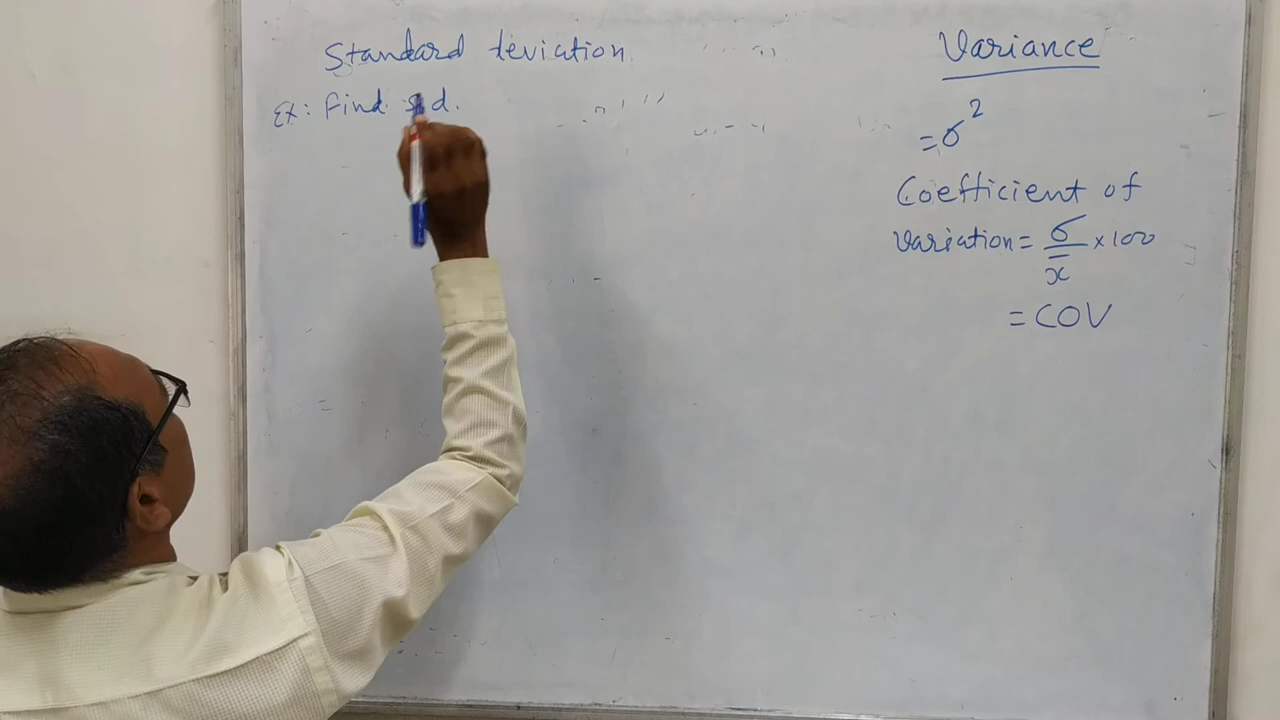 Standard deviation
Ex: Find s.d.
Variance
= σ²
Coefficient of
Variation = σ/x̄ × 100
= COV